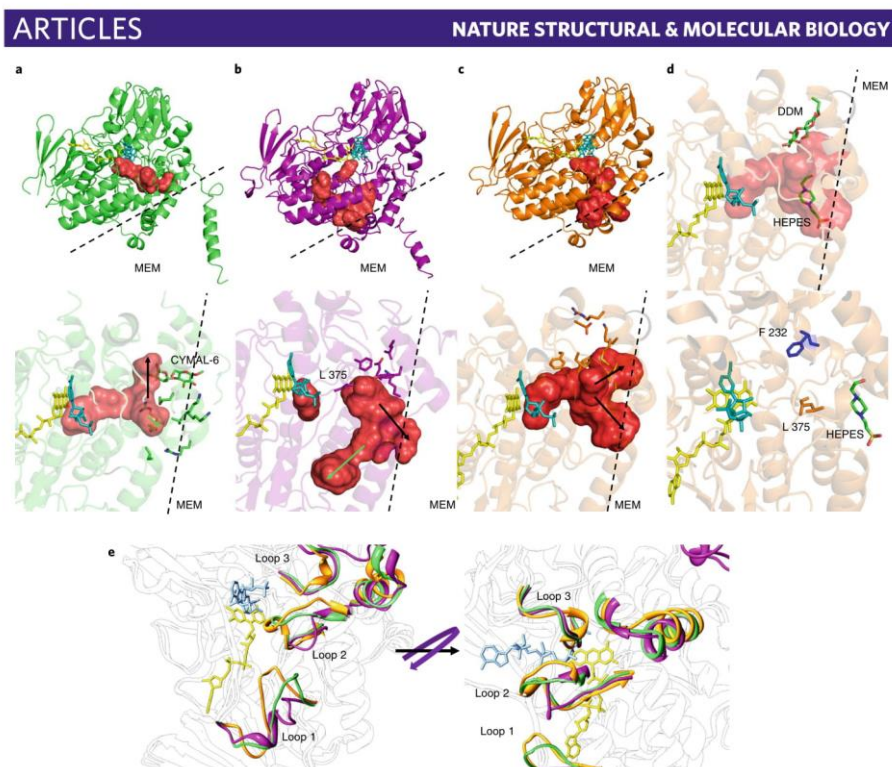 ARTICLES NATURE STRUCTURAL & MOLECULAR BIOLOGY
a b c d
MEM
DDM
HEPES
MEM
MEM
MEM
CYMAL-6
L 375
F 232
L 375
HEPES
MEM
MEM
MEM
e
Loop 3
Loop 2
Loop 1
Loop 3
Loop 2
Loop 1